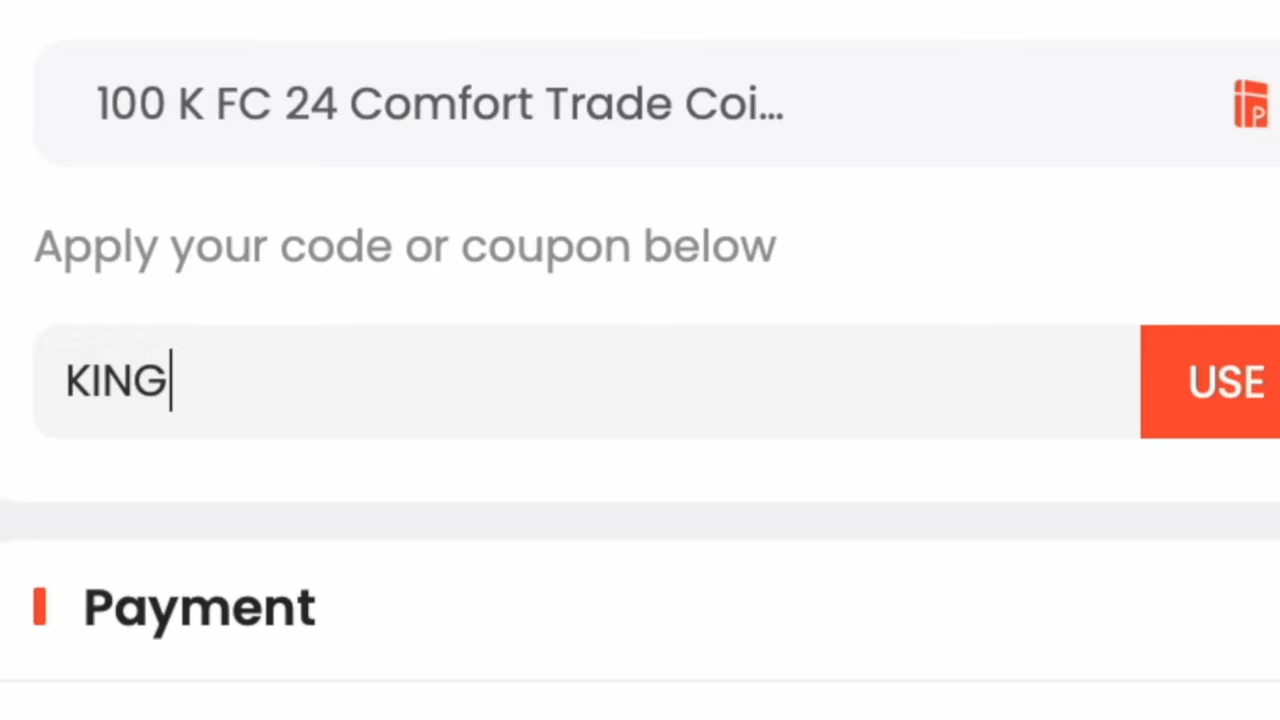 100 K FC 24 Comfort Trade Coi...
P
Apply your code or coupon below
KING
USE
Payment